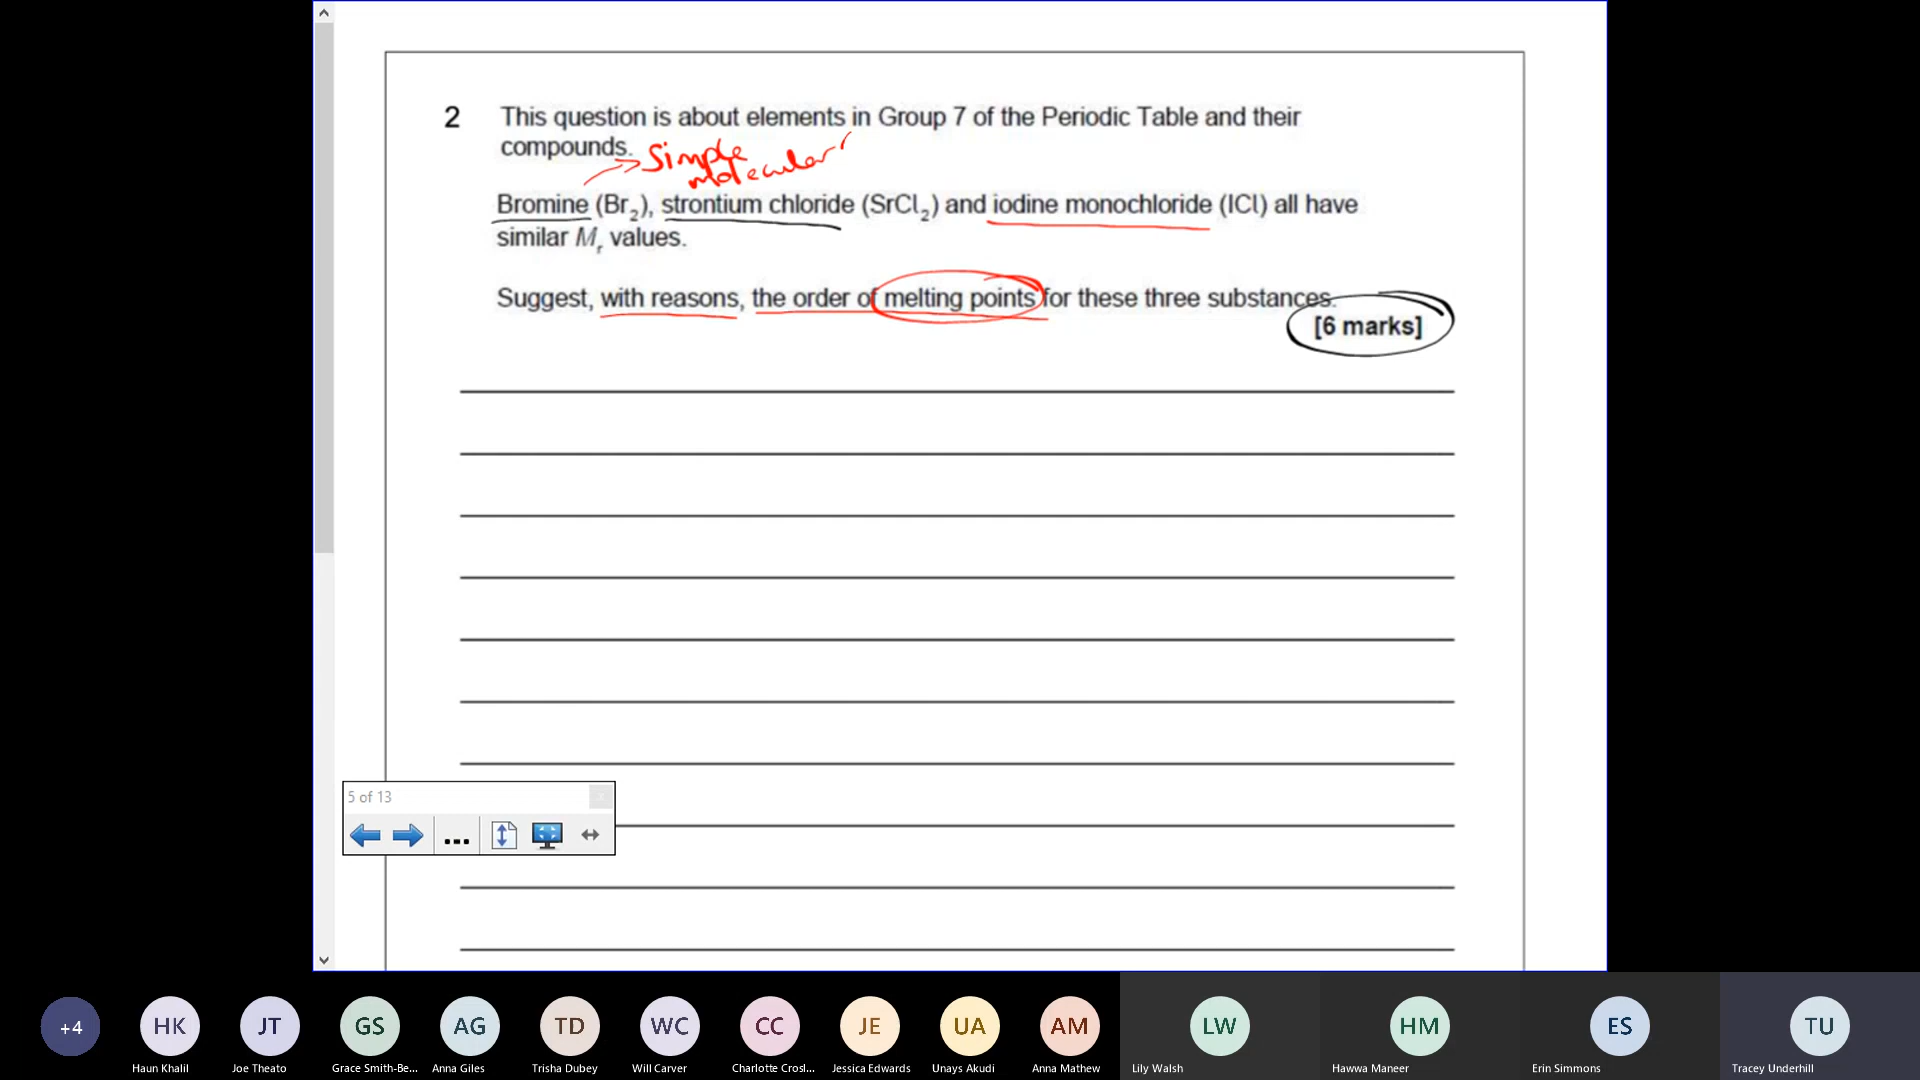 2 This question is about elements in Group 7 of the Periodic Table and their
compounds.
Simple
molecular
Bromine (Br₂), strontium chloride (SrCl₂) and iodine monochloride (ICl) all have
similar Mᵣ values.
Suggest, with reasons, the order of melting points for these three substances.
[6 marks]
5 of 13
+4 HK JT GS AG TD WC CC JE UA AM LW HM ES TU
Haun Khalil Joe Theato Grace Smith-Be... Anna Giles Trisha Dubey Will Carver Charlotte Crosl... Jessica Edwards Unays Akudi Anna Mathew Lily Walsh Hawwa Maneer Erin Simmons Tracey Underhill